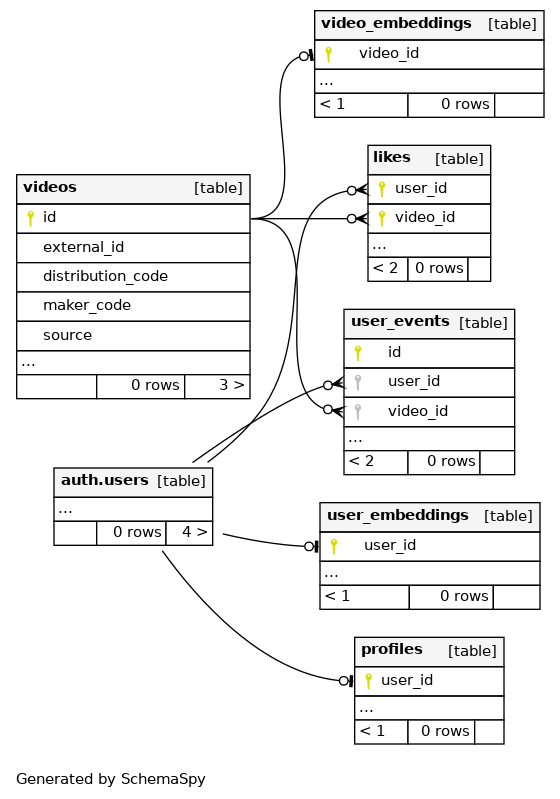 video_embeddings [table]
video_id
...
< 1 0 rows
likes [table]
user_id
video_id
...
< 2 0 rows
videos [table]
id
external_id
distribution_code
maker_code
source
...
0 rows 3 >
user_events [table]
id
user_id
video_id
...
< 2 0 rows
auth.users [table]
...
0 rows 4 >
user_embeddings [table]
user_id
...
< 1 0 rows
profiles [table]
user_id
...
< 1 0 rows
Generated by SchemaSpy